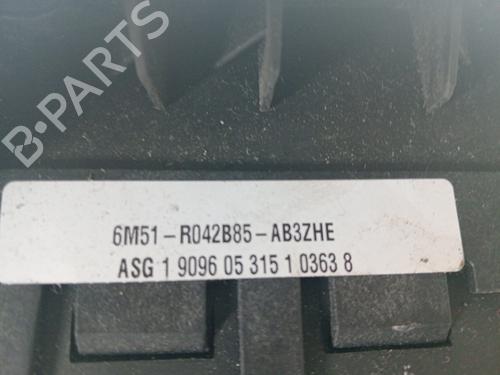 B-PARTS
6M51-R042B85-AB3ZHE
ASG 1 9096 05 315 1 0363 8